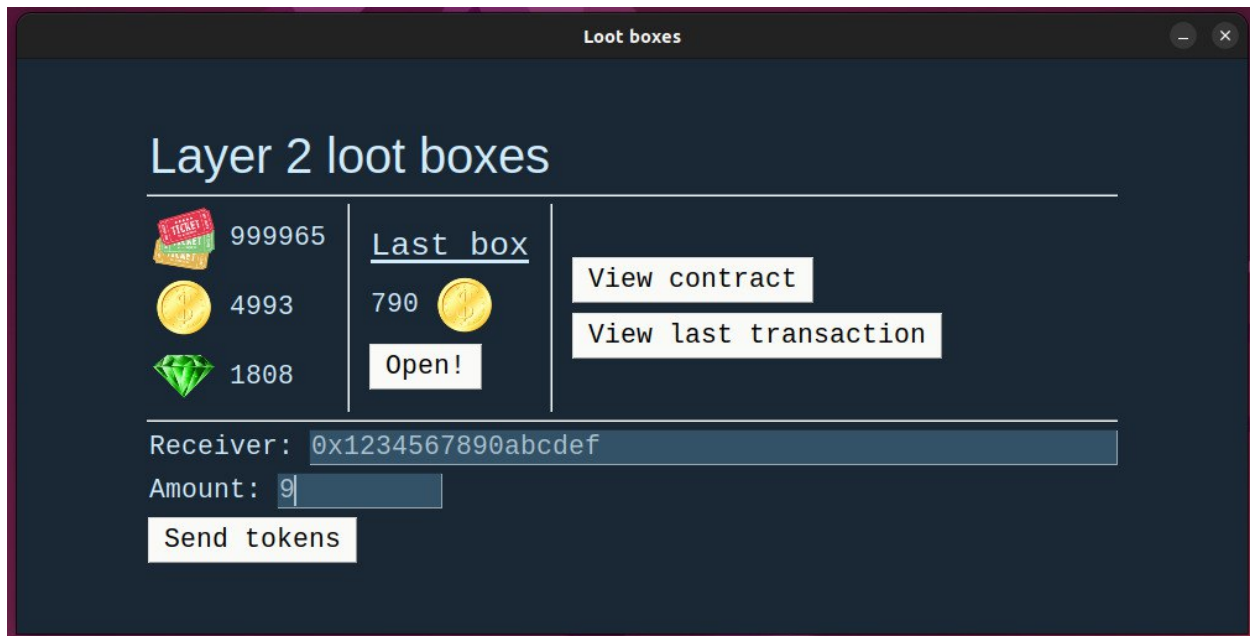 Loot boxes
Layer 2 loot boxes
TICKET
999965
4993
1808
Last box
790
Open!
View contract
View last transaction
Receiver: 0x1234567890abcdef
Amount: 9
Send tokens